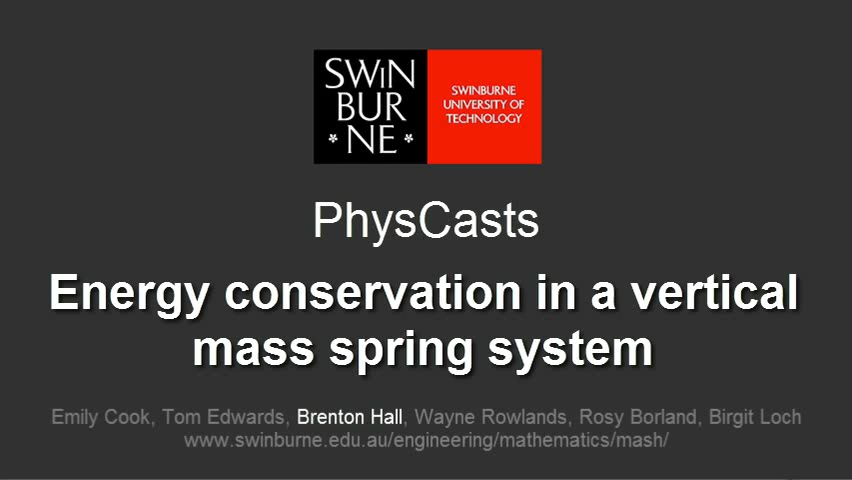 SWiN
BUR
* NE *
SWINBURNE
UNIVERSITY OF
TECHNOLOGY
PhysCasts
Energy conservation in a vertical
mass spring system
Emily Cook, Tom Edwards, Brenton Hall, Wayne Rowlands, Rosy Borland, Birgit Loch
www.swinburne.edu.au/engineering/mathematics/mash/